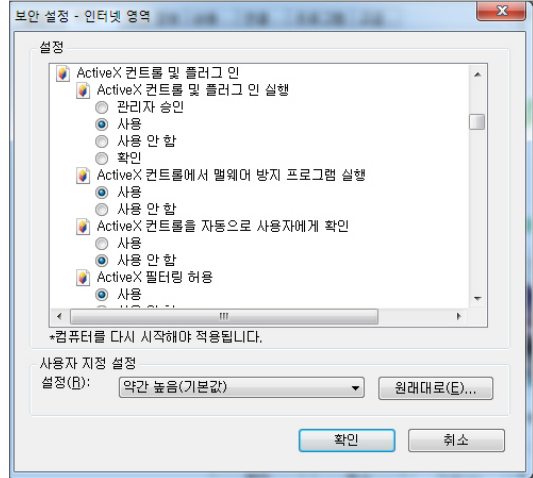 보안 설정 - 인터넷 영역
설정
ActiveX 컨트롤 및 플러그 인
ActiveX 컨트롤 및 플러그 인 실행
관리자 승인
사용
사용 안 함
확인
ActiveX 컨트롤에서 맬웨어 방지 프로그램 실행
사용
사용 안 함
ActiveX 컨트롤을 자동으로 사용자에게 확인
사용
사용 안 함
ActiveX 필터링 허용
사용
*컴퓨터를 다시 시작해야 적용됩니다.
사용자 지정 설정
설정(R): 약간 높음(기본값) 원래대로(E)...
확인 취소